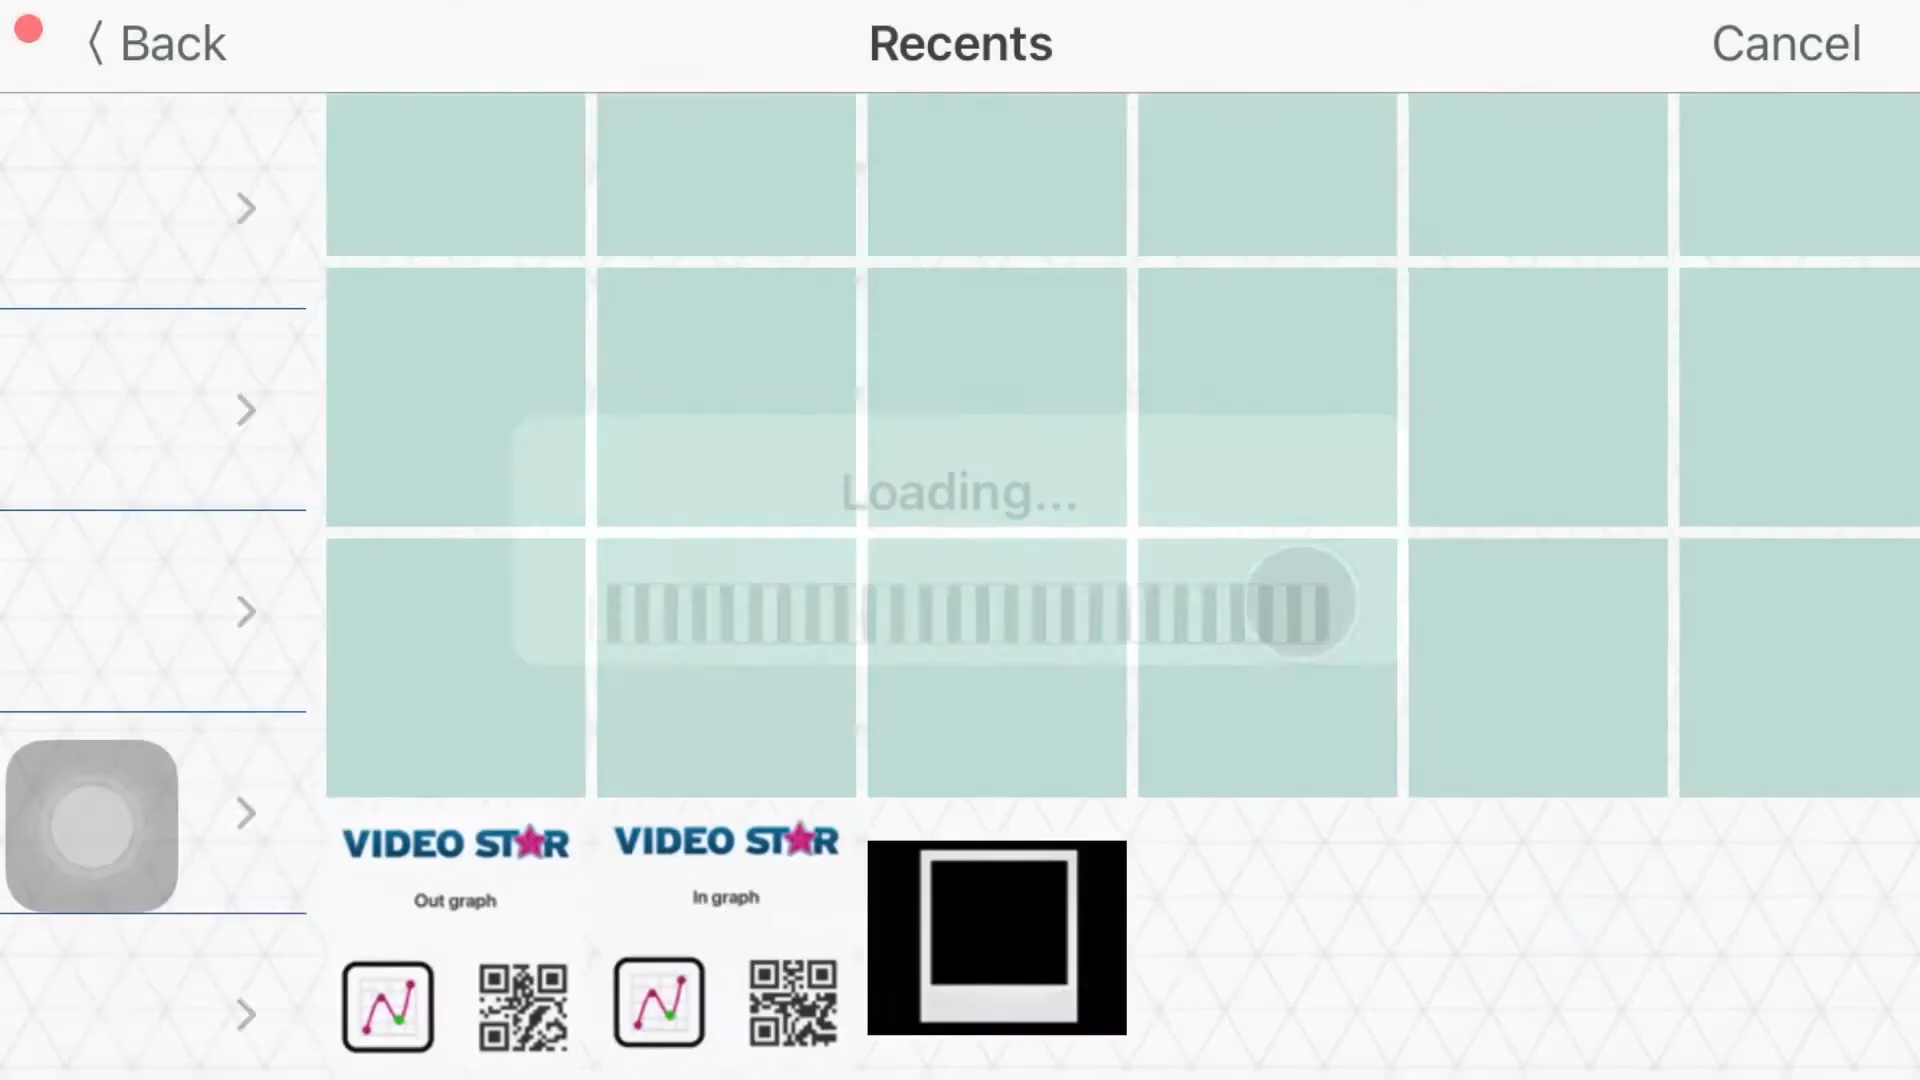 Back
Recents
Cancel
Loading...
VIDEO STAR
Out graph
VIDEO STAR
In graph